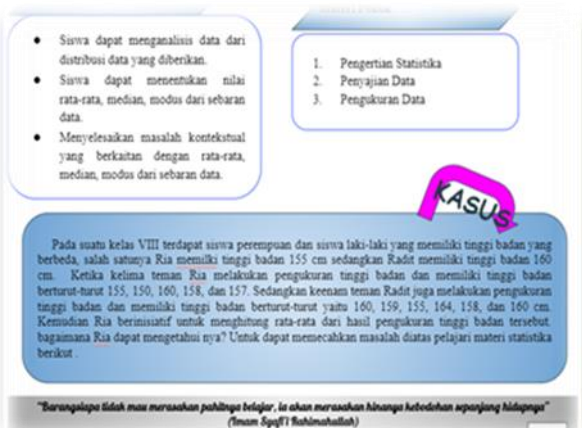 Siswa dapat menganalisis data dari
distribusi data yang diberikan.
Siswa dapat menentukan nilai
rata-rata, median, modus dari sebaran
data.
Menyelesaikan masalah kontekstual
yang berkaitan dengan rata-rata,
median, modus dari sebaran data.
1. Pengertian Statistika
2. Penyajian Data
3. Pengukuran Data
KASUS
Pada suatu kelas VIII terdapat siswa perempuan dan siswa laki-laki yang memiliki tinggi badan yang
berbeda, salah satunya Ria memilki tinggi badan 155 cm sedangkan Radit memiliki tinggi badan 160
cm. Ketika kelima teman Ria melakukan pengukuran tinggi badan dan memiliki tinggi badan
berturut-turut 155, 150, 160, 158, dan 157. Sedangkan keenam teman Radit juga melakukan pengukuran
tinggi badan dan memiliki tinggi badan berturut-turut yaitu 160, 159, 155, 164, 158, dan 160 cm.
Kemudian Ria berinisiatif untuk menghitung rata-rata dari hasil pengukuran tinggi badan tersebut,
bagaimana Ria dapat mengetahui nya? Untuk dapat memecahkan masalah diatas pelajari materi statistika
berikut .
"Barangsiapa tidak mau merasakan pahitnya belajar, ia akan merasakan hinanya kebodohan sepanjang hidupnya"
(Imam Syafi'i Rahimahullah)